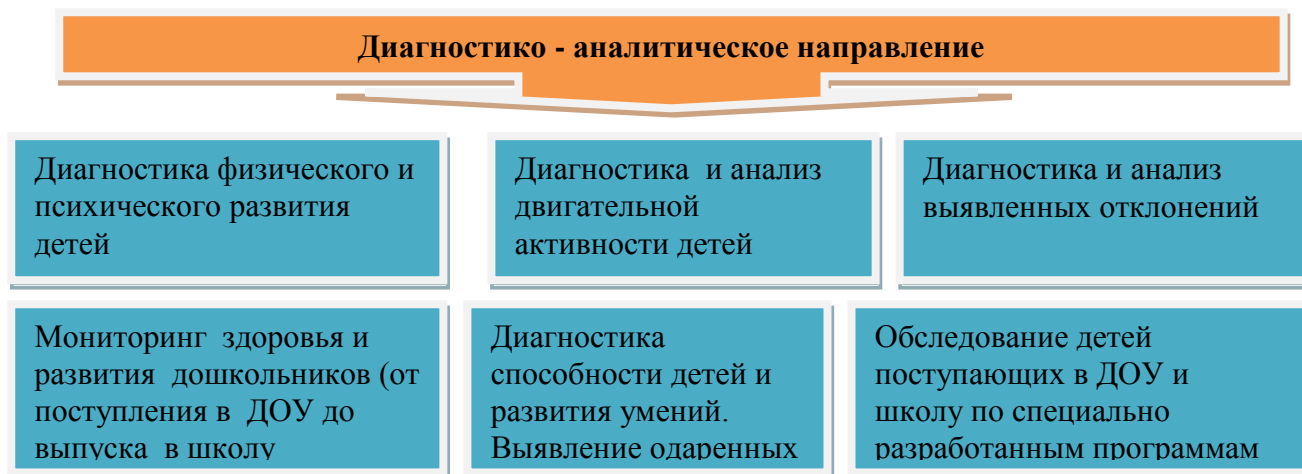 Диагностико - аналитическое направление
Диагностика физического и
психического развития
детей
Диагностика и анализ
двигательной
активности детей
Диагностика и анализ
выявленных отклонений
Мониторинг здоровья и
развития дошкольников (от
поступления в ДОУ до
выпуска в школу
Диагностика
способности детей и
развития умений.
Выявление одаренных
Обследование детей
поступающих в ДОУ и
школу по специально
разработанным программам